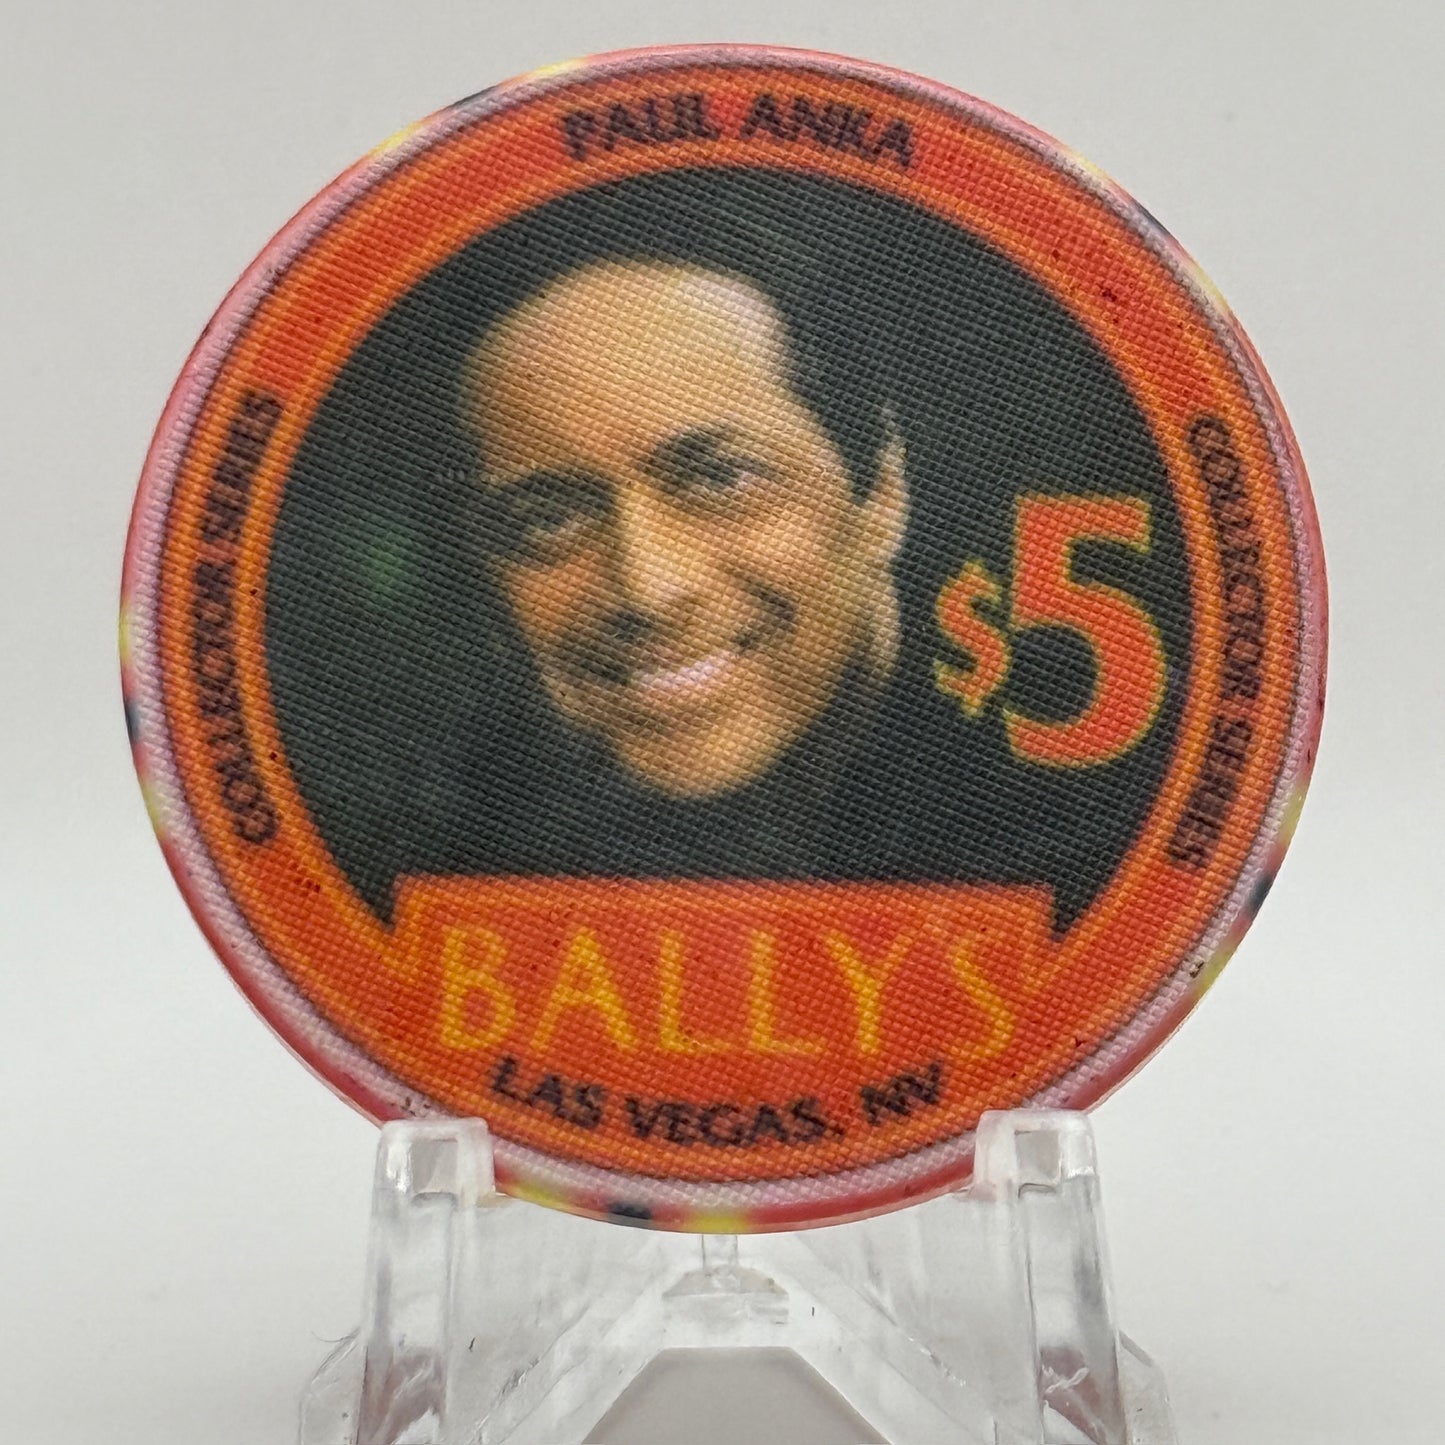 PAUL ANKA
COLLECTOR SERIES
COLLECTOR SERIES
$5
BALLYS
LAS VEGAS, NV